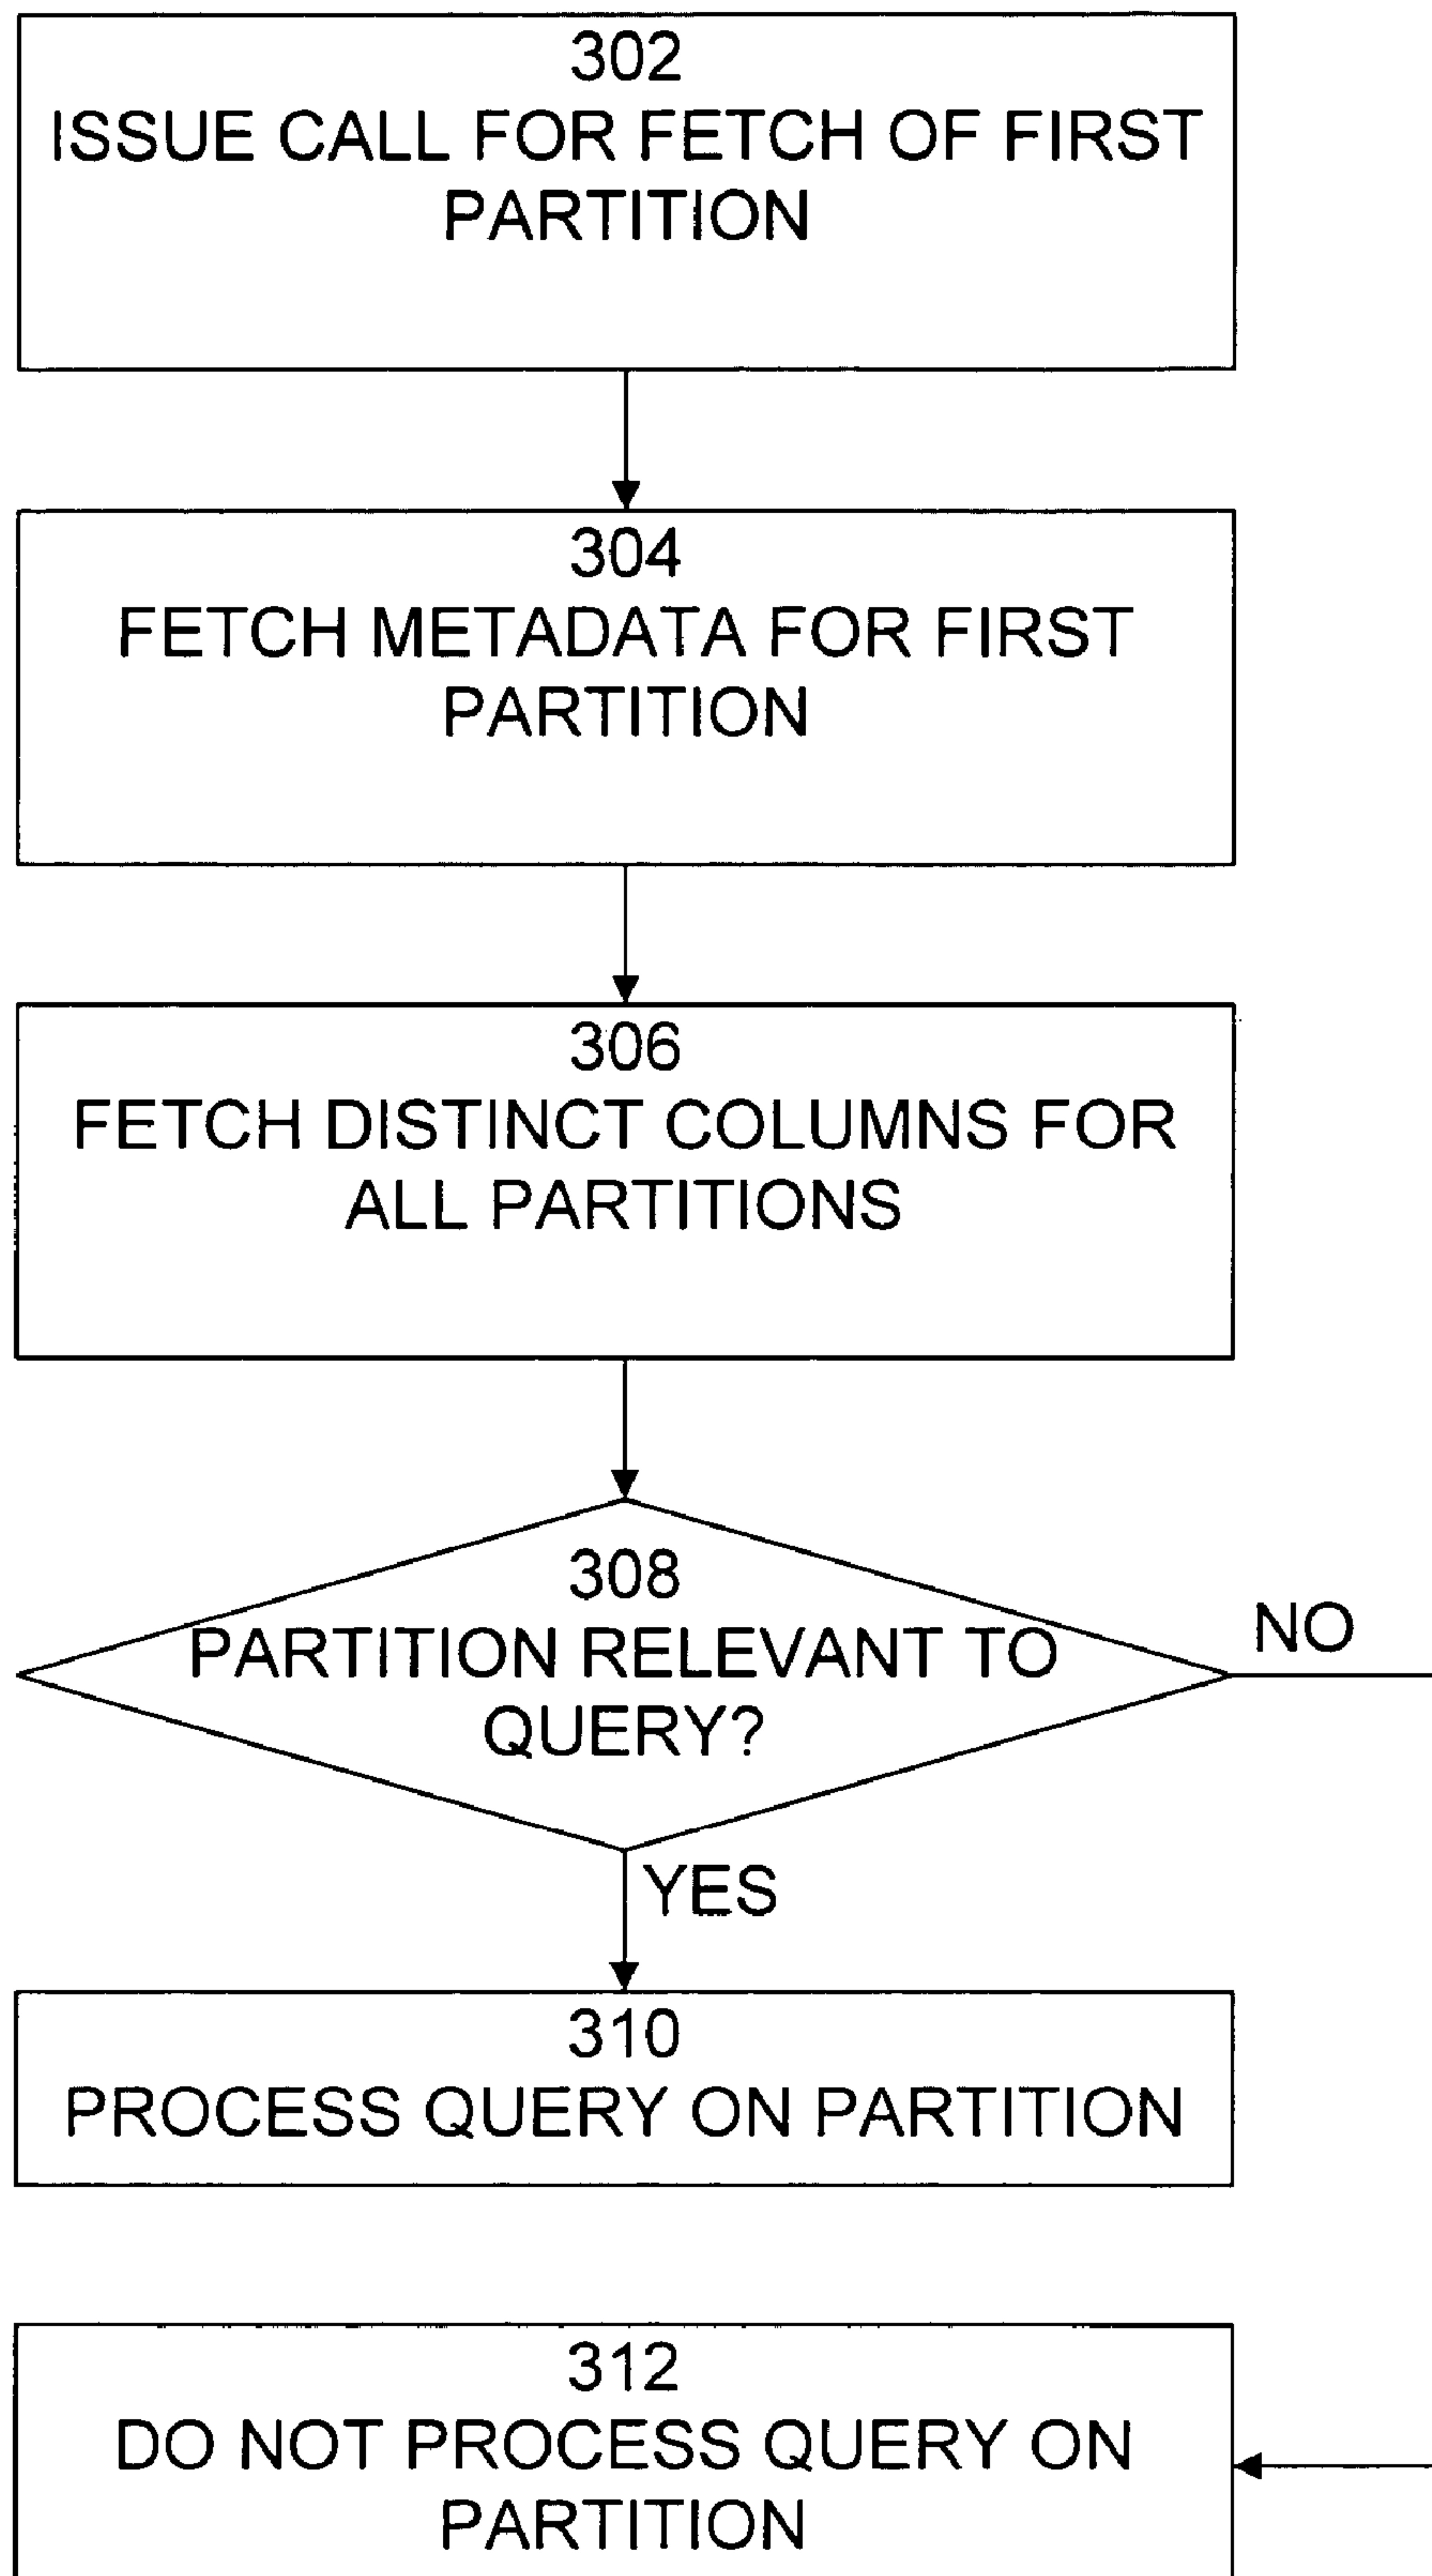 302
ISSUE CALL FOR FETCH OF FIRST
PARTITION
304
FETCH METADATA FOR FIRST
PARTITION
306
FETCH DISTINCT COLUMNS FOR
ALL PARTITIONS
308
PARTITION RELEVANT TO
QUERY?
NO
YES
310
PROCESS QUERY ON PARTITION
312
DO NOT PROCESS QUERY ON
PARTITION